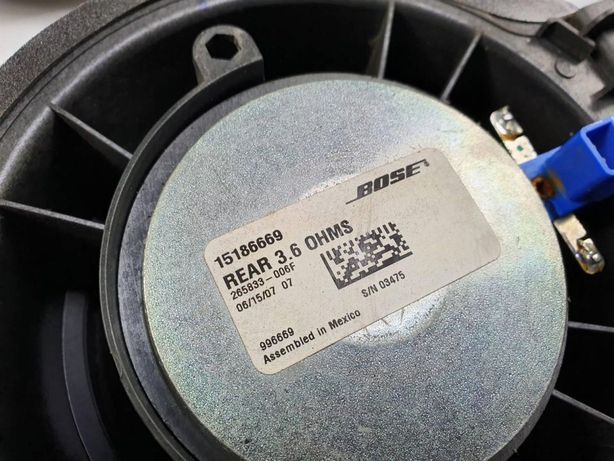 BOSE
15186669
REAR 3.6 OHMS
265833-006F
06/15/07 07
S/N 03475
996669
Assembled in Mexico